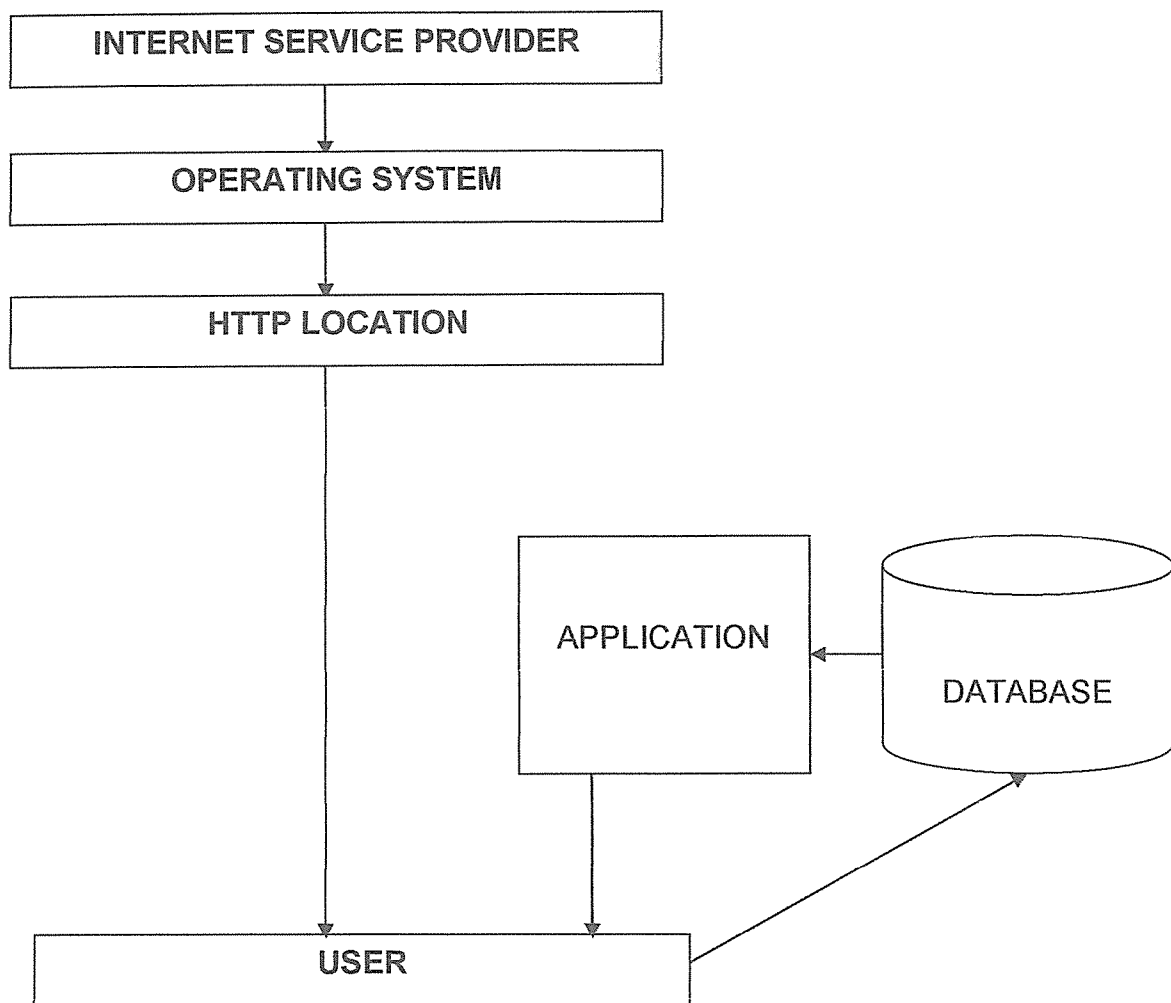 INTERNET SERVICE PROVIDER
OPERATING SYSTEM
HTTP LOCATION
APPLICATION
DATABASE
USER